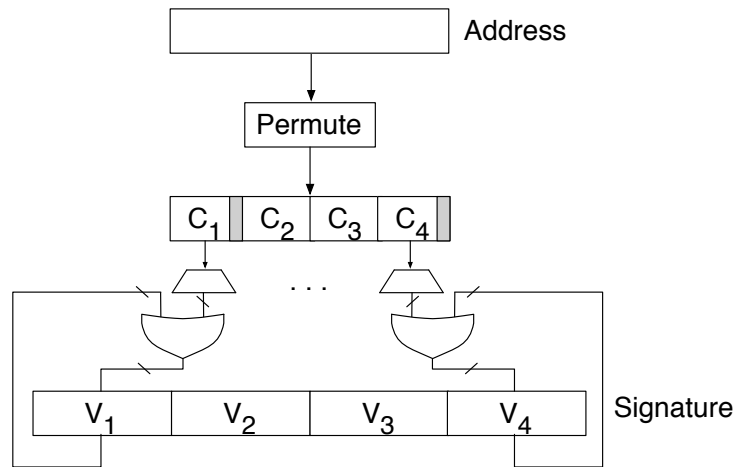 Address
Permute
C1 C2 C3 C4
. . .
V1 V2 V3 V4
Signature